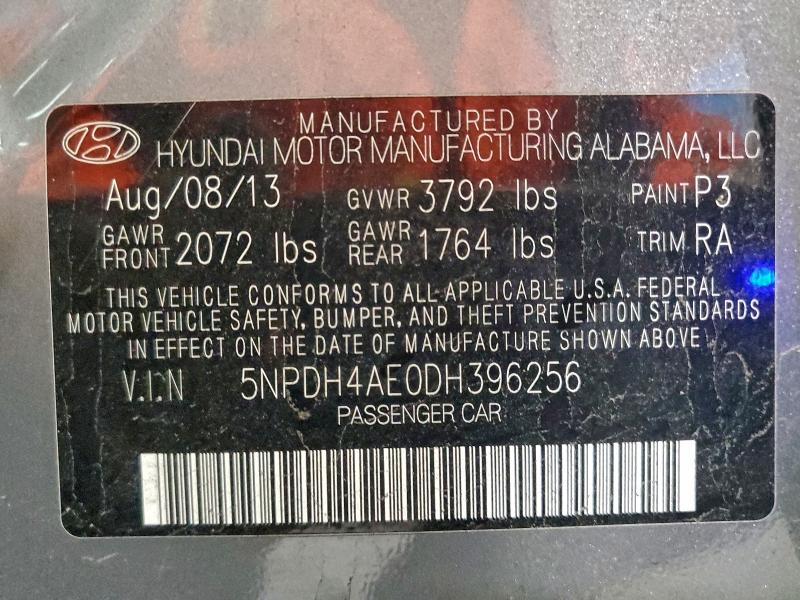 MANUFACTURED BY
HYUNDAI MOTOR MANUFACTURING ALABAMA, LLC
Aug/08/13 GVWR 3792 lbs PAINT P3
GAWR FRONT 2072 lbs GAWR REAR 1764 lbs TRIM RA
THIS VEHICLE CONFORMS TO ALL APPLICABLE U.S.A. FEDERAL
MOTOR VEHICLE SAFETY, BUMPER, AND THEFT PREVENTION STANDARDS
IN EFFECT ON THE DATE OF MANUFACTURE SHOWN ABOVE
V.I.N 5NPDH4AE0DH396256
PASSENGER CAR